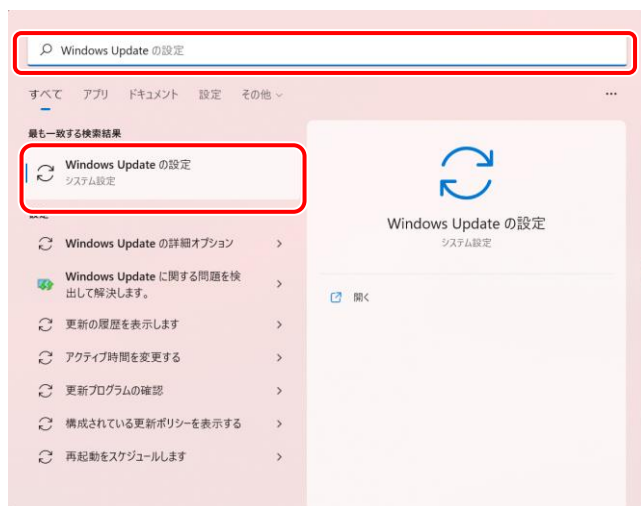 Windows Update の設定
すべて アプリ ドキュメント 設定 その他
最も一致する検索結果
Windows Update の設定
システム設定
Windows Update の詳細オプション
Windows Update に関する問題を検
出して解決します。
更新の履歴を表示します
アクティブ時間を変更する
更新プログラムの確認
構成されている更新ポリシーを表示する
再起動をスケジュールします
Windows Update の設定
システム設定
開く